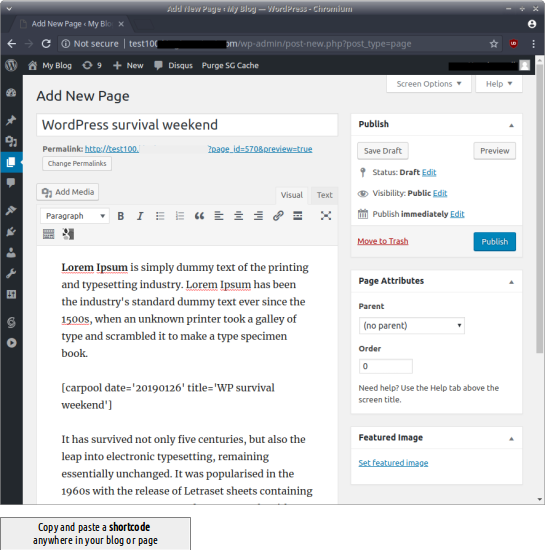 Add New Page ‹ My Blog — WordPress - Chromium
Add New Page ‹ My Blog — WordP
Not secure | test100 om/wp-admin/post-new.php?post_type=page
My Blog 9 New Disqus Purge SG Cache
Screen Options Help
Add New Page
WordPress survival weekend
Permalink: http://test100. ?page_id=570&preview=true
Change Permalinks
Add Media
Visual Text
Paragraph
Lorem Ipsum is simply dummy text of the printing
and typesetting industry. Lorem Ipsum has been
the industry's standard dummy text ever since the
1500s, when an unknown printer took a galley of
type and scrambled it to make a type specimen
book.
[carpool date='20190126' title='WP survival
weekend']
It has survived not only five centuries, but also the
leap into electronic typesetting, remaining
essentially unchanged. It was popularised in the
1960s with the release of Letraset sheets containing
Publish
Save Draft Preview
Status: Draft Edit
Visibility: Public Edit
Publish immediately Edit
Move to Trash Publish
Page Attributes
Parent
(no parent)
Order
0
Need help? Use the Help tab above the
screen title.
Featured Image
Set featured image
Copy and paste a shortcode
anywhere in your blog or page